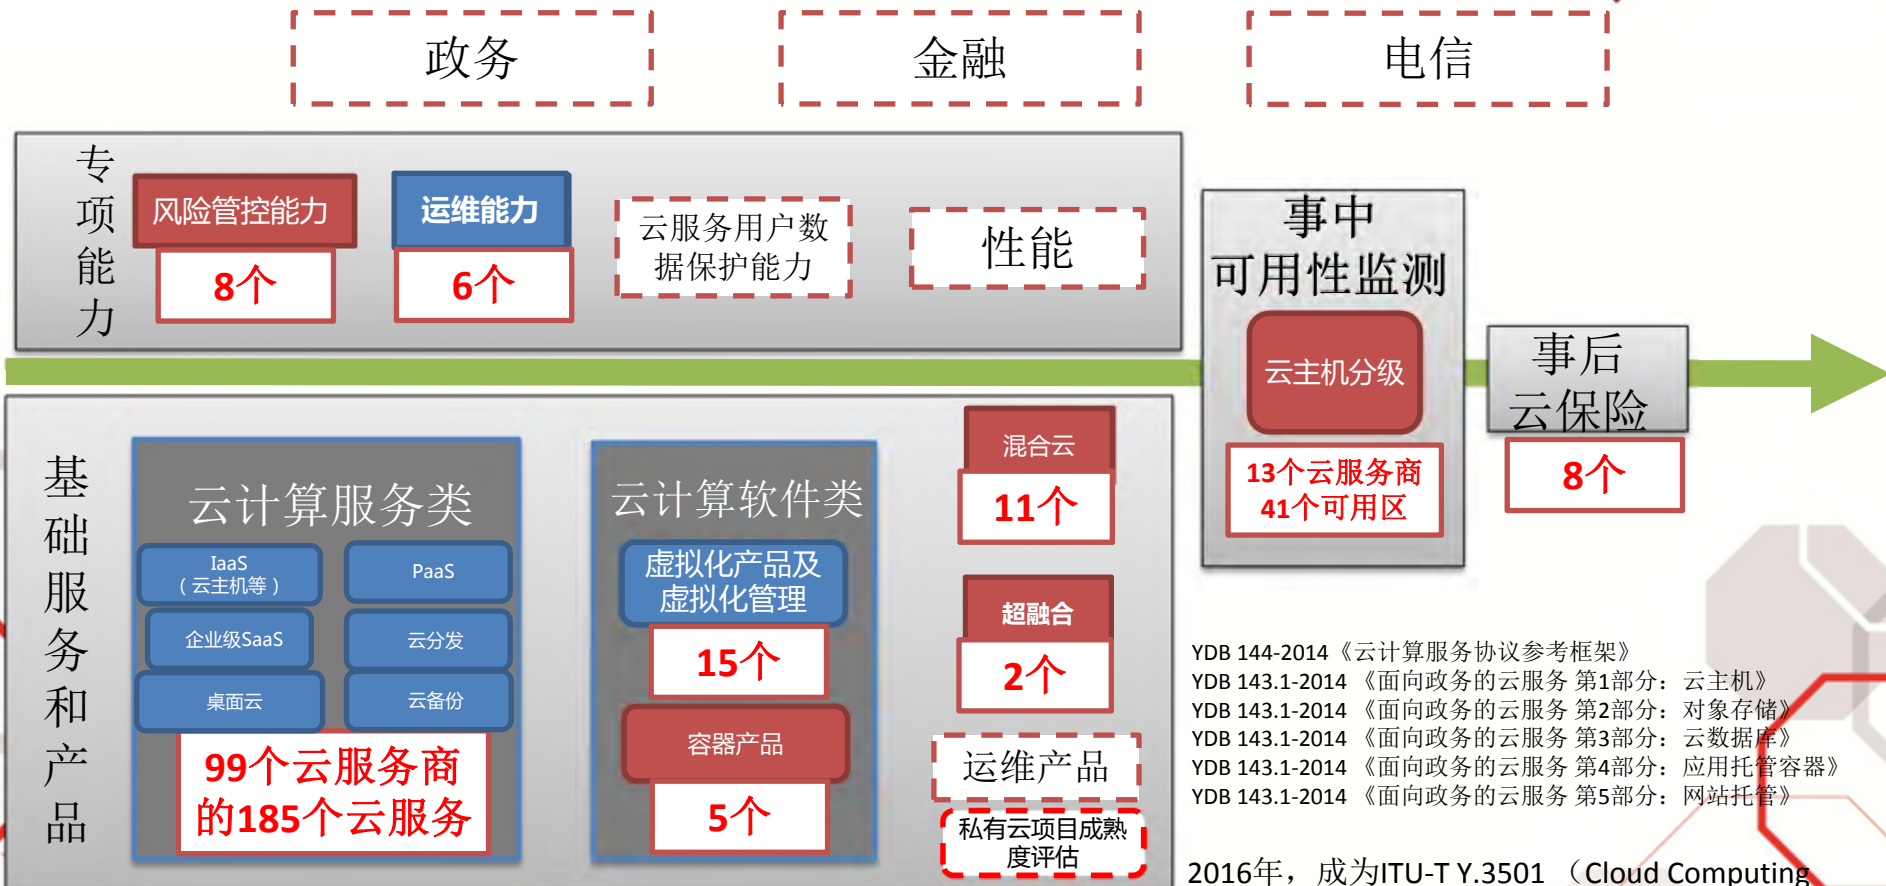 政务
金融
电信
专
项
能
力
风险管控能力
8个
运维能力
6个
云服务用户数
据保护能力
性能
事中
可用性监测
云主机分级
13个云服务商
41个可用区
事后
云保险
8个
基
础
服
务
和
产
品
云计算服务类
IaaS
（云主机等）
PaaS
企业级SaaS
云分发
桌面云
云备份
99个云服务商
的185个云服务
云计算软件类
虚拟化产品及
虚拟化管理
15个
容器产品
5个
混合云
11个
超融合
2个
运维产品
私有云项目成熟
度评估
YDB 144-2014《云计算服务协议参考框架》
YDB 143.1-2014 《面向政务的云服务 第1部分：云主机》
YDB 143.1-2014 《面向政务的云服务 第2部分：对象存储》
YDB 143.1-2014 《面向政务的云服务 第3部分：云数据库》
YDB 143.1-2014 《面向政务的云服务 第4部分：应用托管容器》
YDB 143.1-2014 《面向政务的云服务 第5部分：网站托管》
2016年，成为ITU-T Y.3501 （Cloud Computing